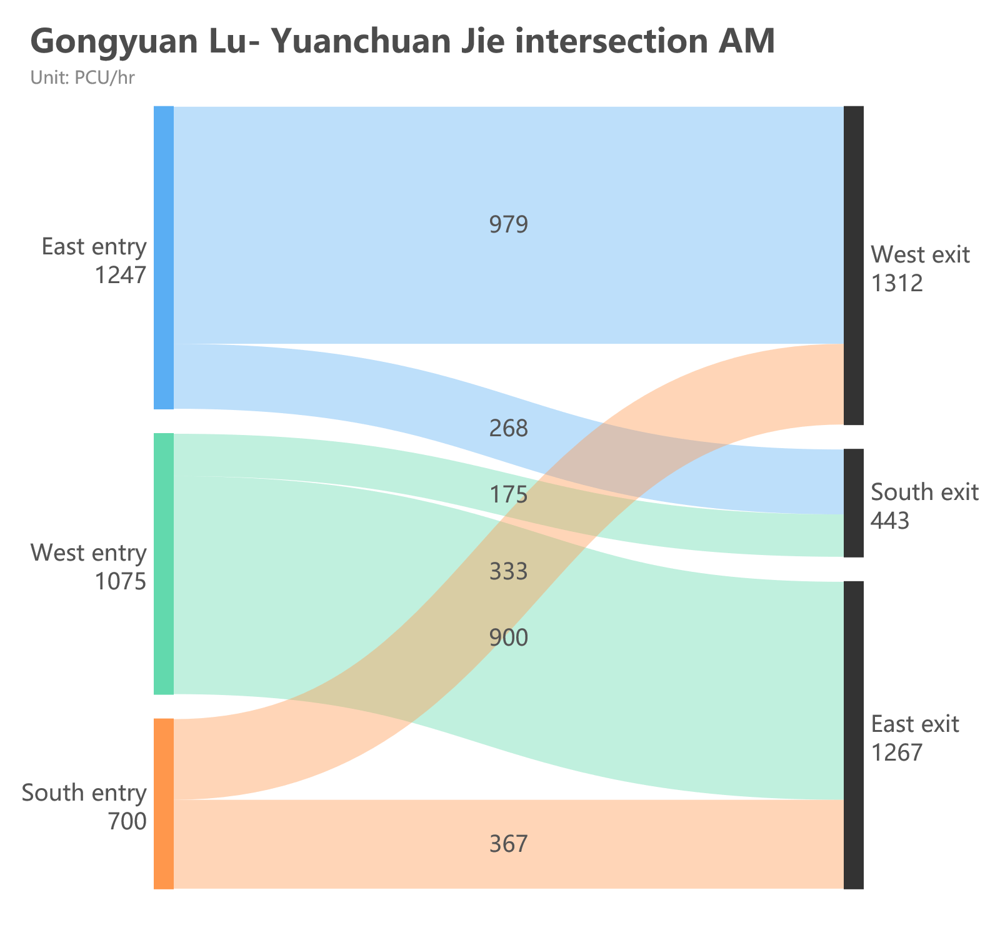 Gongyuan Lu- Yuanchuan Jie intersection AM
Unit: PCU/hr
East entry
1247
West entry
1075
South entry
700
979
268
175
333
900
367
West exit
1312
South exit
443
East exit
1267